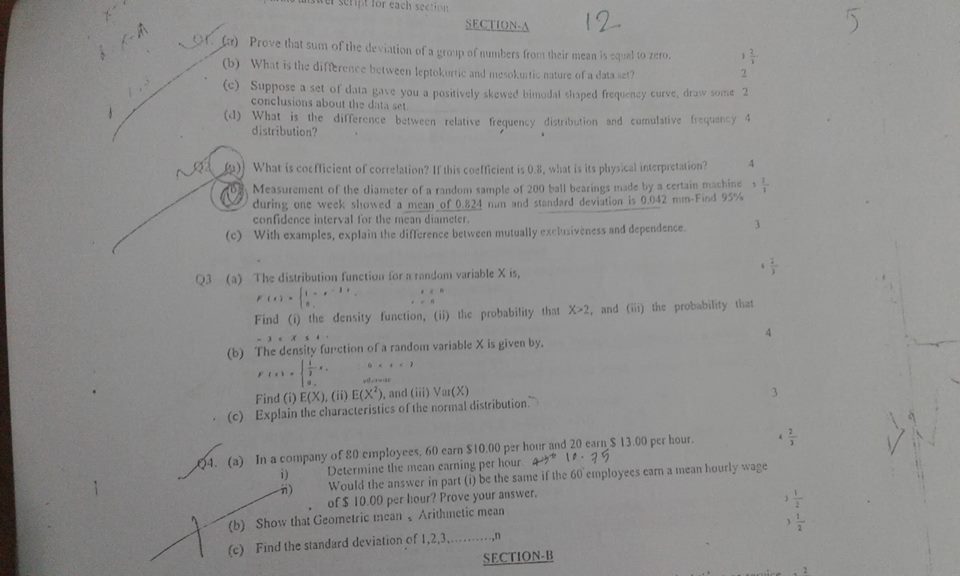 answer script for each section
SECTION-A 12 5
Q1. (a) Prove that sum of the deviation of a group of numbers from their mean is equal to zero. 3 2/3
(b) What is the difference between leptokurtic and mesokurtic nature of a data set? 2
(c) Suppose a set of data gave you a positively skewed bimodal shaped frequency curve, draw some 2
conclusions about the data set.
(d) What is the difference between relative frequency distribution and cumulative frequency 4
distribution?
Q2 (a) What is coefficient of correlation? If this coefficient is 0.8, what is its physical interpretation? 4
Measurement of the diameter of a random sample of 200 ball bearings made by a certain machine
during one week showed a mean of 0.824 mm and standard deviation is 0.042 mm-Find 95%
confidence interval for the mean diameter.
(c) With examples, explain the difference between mutually exclusiveness and dependence. 3
Q3 (a) The distribution function for a random variable X is, 4 2/3
Find (i) the density function, (ii) the probability that X>2, and (iii) the probability that
- 3 < X ≤ 4 .
(b) The density function of a random variable X is given by. 4
Find (i) E(X), (ii) E(X²), and (iii) Var(X)
(c) Explain the characteristics of the normal distribution. 3
Q4. (a) In a company of 80 employees, 60 earn $10.00 per hour and 20 earn $ 13.00 per hour. 4 2/3
i) Determine the mean earning per hour. 10.75
ii) Would the answer in part (i) be the same if the 60 employees earn a mean hourly wage
of $ 10.00 per hour? Prove your answer.
(b) Show that Geometric mean ≤ Arithmetic mean 3 1/2
(c) Find the standard deviation of 1,2,3,..........,n 3 1/2
SECTION-B